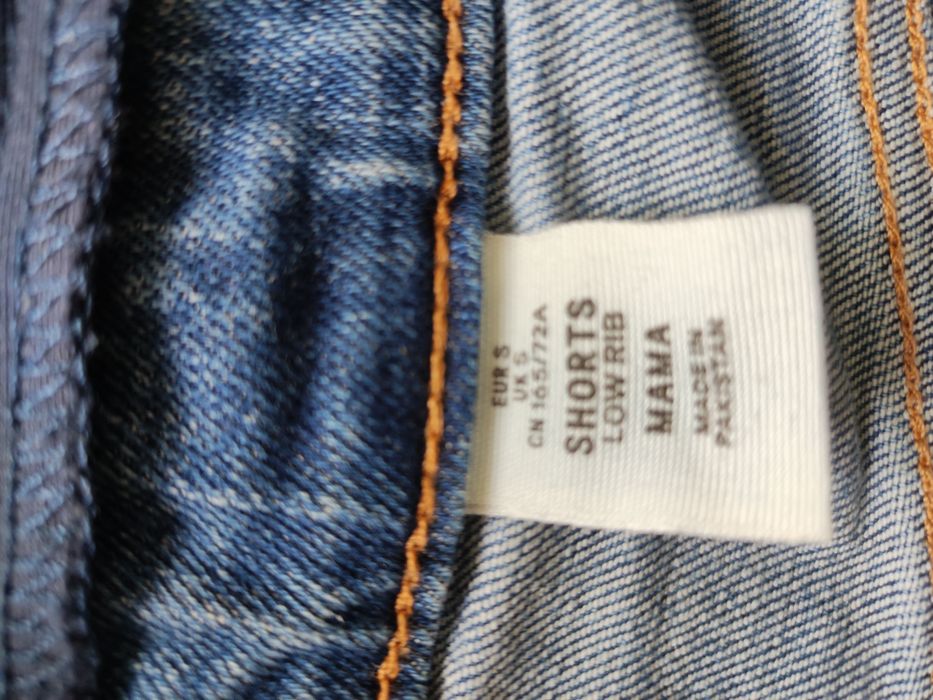 EUR S
UK S
CN 165/72A
SHORTS
LOW RIB
MAMA
MADE IN
PAKISTAN